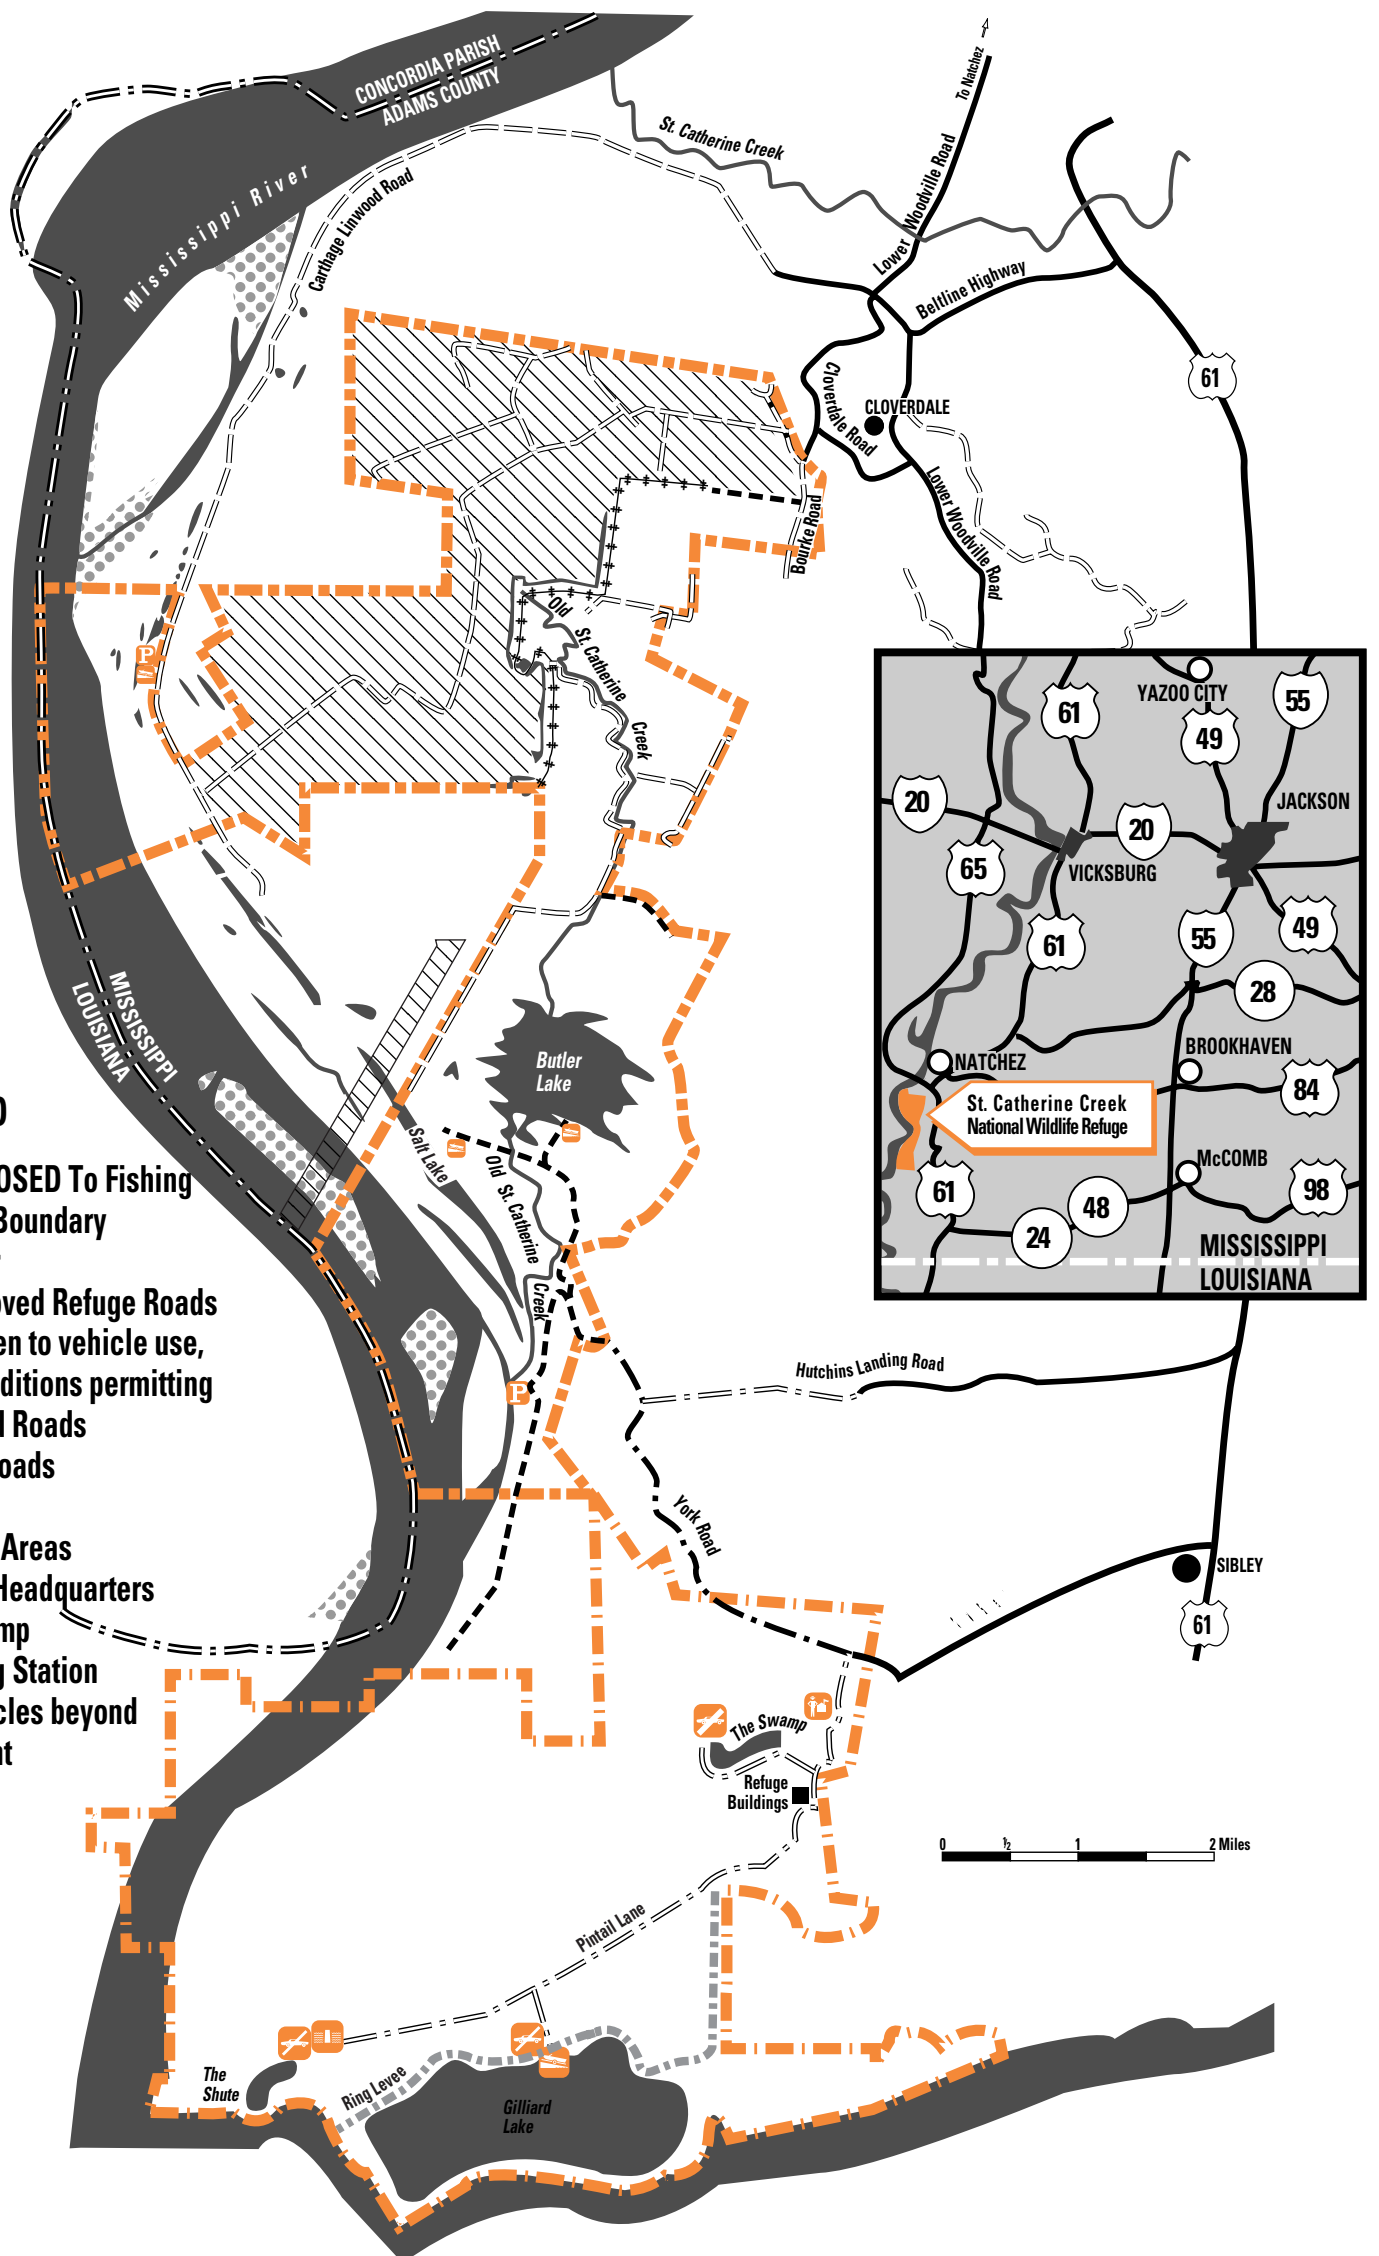 CONCORDIA PARISH
ADAMS COUNTY
To Natchez
St. Catherine Creek
Mississippi River
Carthage Linwood Road
Lower Woodville Road
Beltline Highway
61
Cloverdale Road
CLOVERDALE
Lower Woodville Road
Bourke Road
Old St. Catherine Creek
P
YAZOO CITY
61
55
49
20
JACKSON
20
65
VICKSBURG
61
55
49
28
NATCHEZ
BROOKHAVEN
84
St. Catherine Creek
National Wildlife Refuge
McCOMB
61
48
98
24
MISSISSIPPI
LOUISIANA
MISSISSIPPI
LOUISIANA
Butler
Lake
Salt Lake
Old St. Catherine Creek
OSED To Fishing
Boundary
oved Refuge Roads
en to vehicle use,
ditions permitting
Roads
oads
Areas
Headquarters
mp
g Station
cles beyond
nt
P
Hutchins Landing Road
York Road
SIBLEY
61
The Swamp
Refuge
Buildings
0 ½ 1 2 Miles
Pintail Lane
The
Shute
Ring Levee
Gilliard
Lake